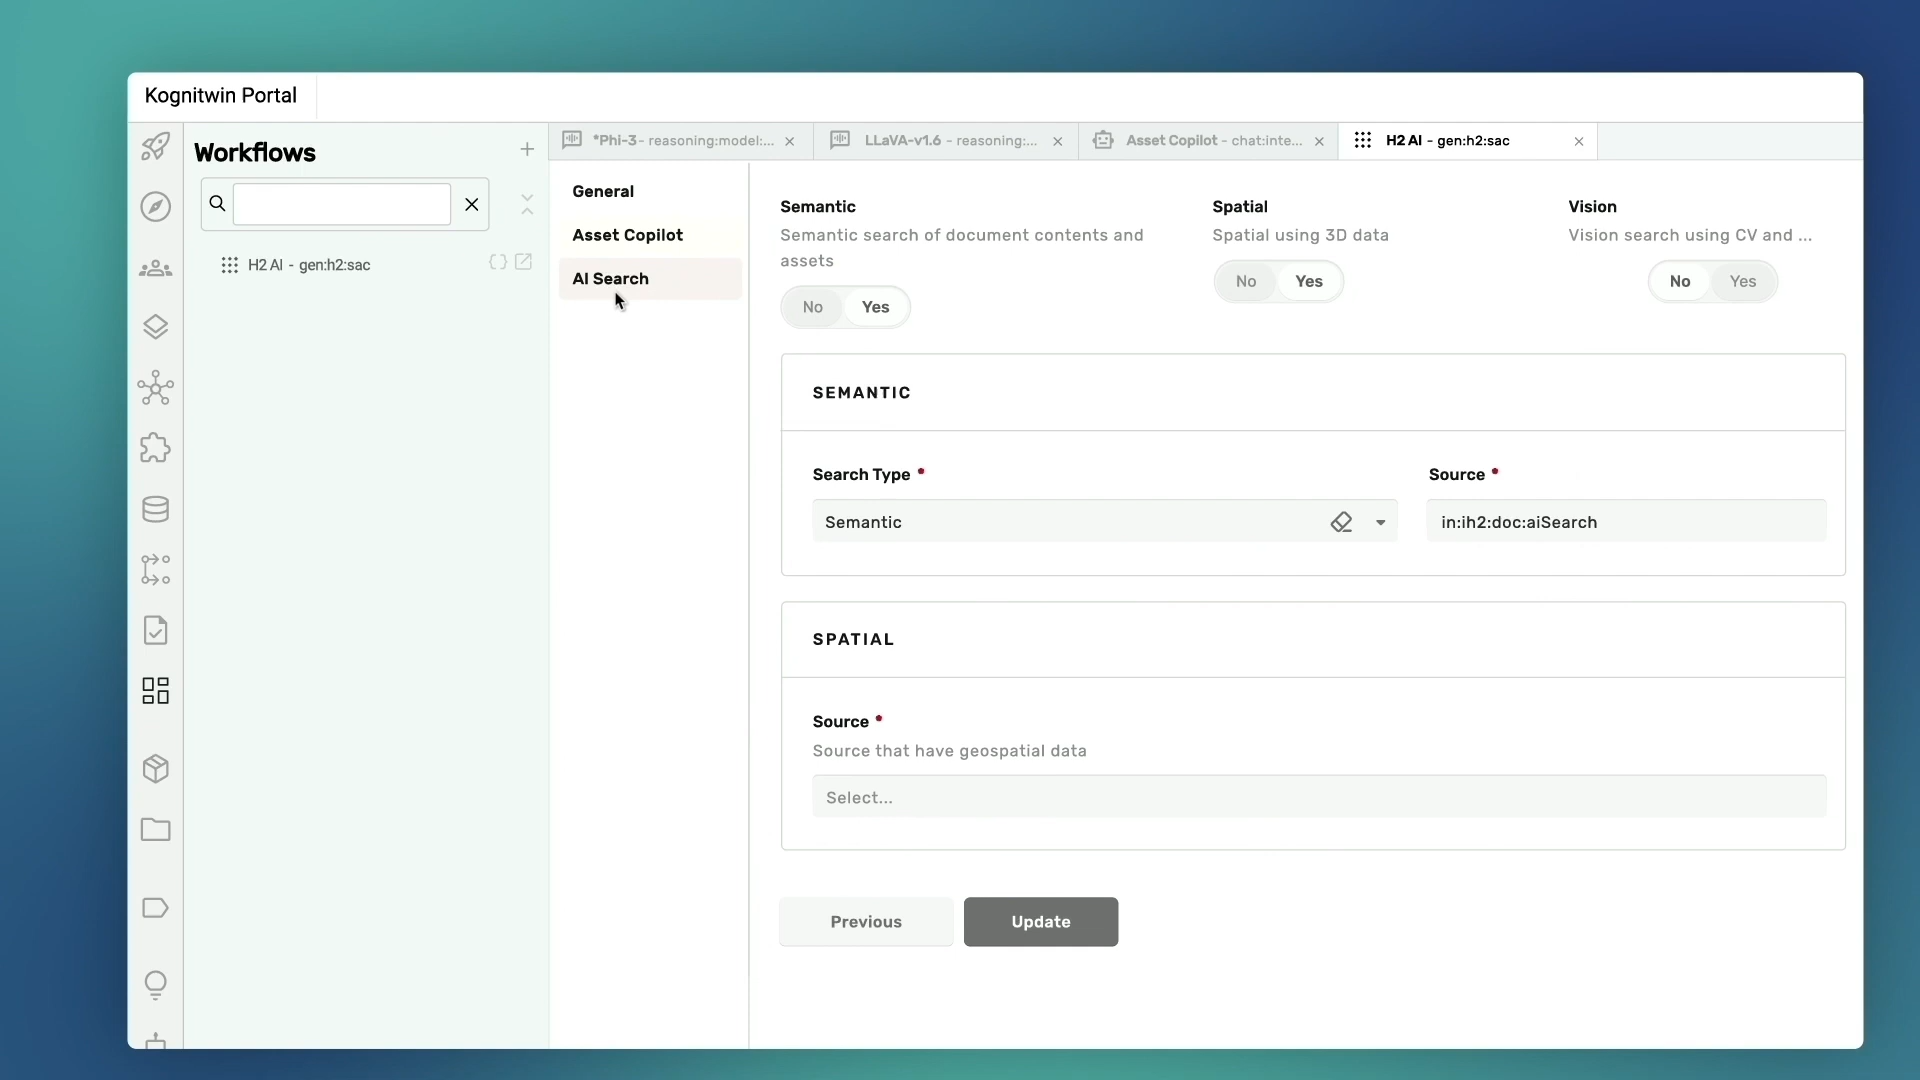 Kognitwin Portal
Workflows
H2 AI - gen:h2:sac
*Phi-3 - reasoning:model:...
LLaVA-v1.6 - reasoning:...
Asset Copilot - chat:inte...
H2 AI - gen:h2:sac
General
Asset Copilot
AI Search
Semantic
Semantic search of document contents and
assets
No Yes
Spatial
Spatial using 3D data
No Yes
Vision
Vision search using CV and ...
No Yes
SEMANTIC
Search Type
Semantic
Source
in:ih2:doc:aiSearch
SPATIAL
Source
Source that have geospatial data
Select...
Previous
Update